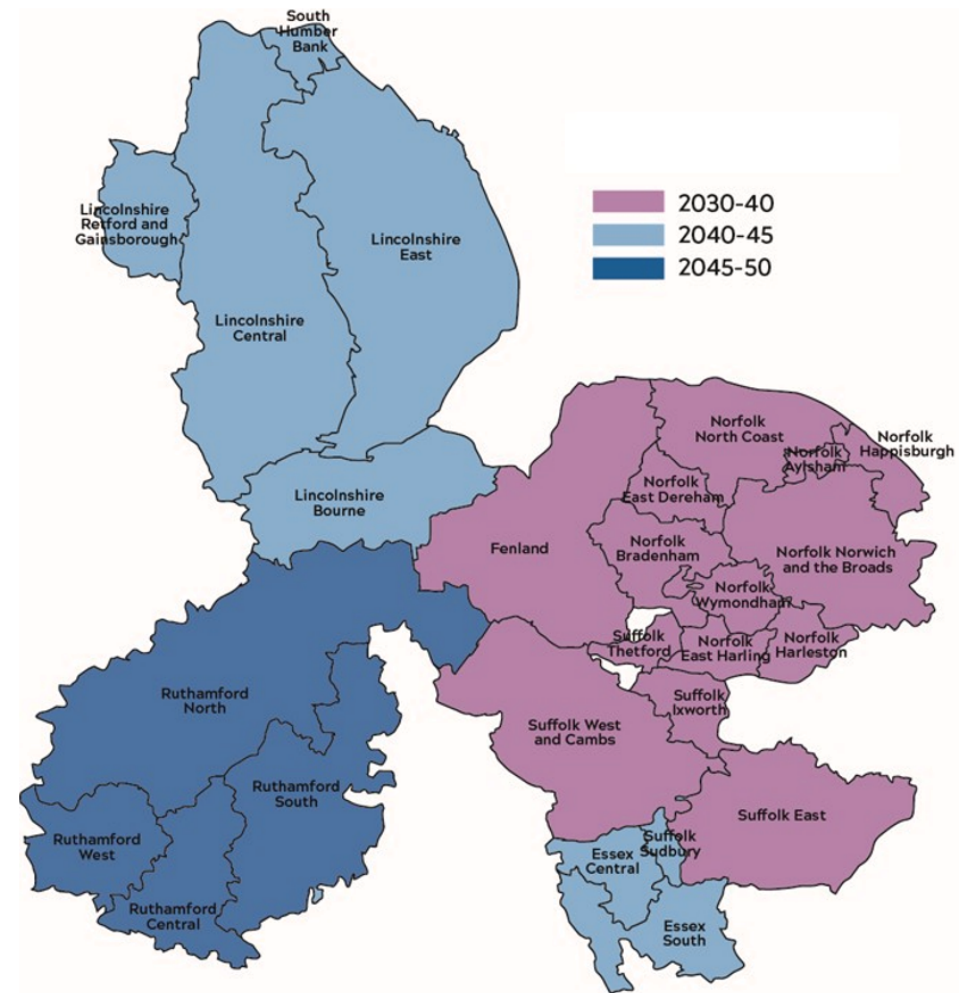 South
Humber
Bank
Lincolnshire
Retford and
Gainsborough
Lincolnshire
East
2030-40
2040-45
2045-50
Lincolnshire
Central
Norfolk
North Coast
Norfolk
Happisburgh
Norfolk
Aylsham
Norfolk
East Dereham
Lincolnshire
Bourne
Fenland
Norfolk
Bradenham
Norfolk Norwich
and the Broads
Norfolk
Wymondham
Suffolk
Thetford
Norfolk
East Harling
Norfolk
Harleston
Ruthamford
North
Suffolk
Ixworth
Suffolk West
and Cambs
Ruthamford
South
Suffolk East
Ruthamford
West
Suffolk
Sudbury
Essex
Central
Ruthamford
Central
Essex
South